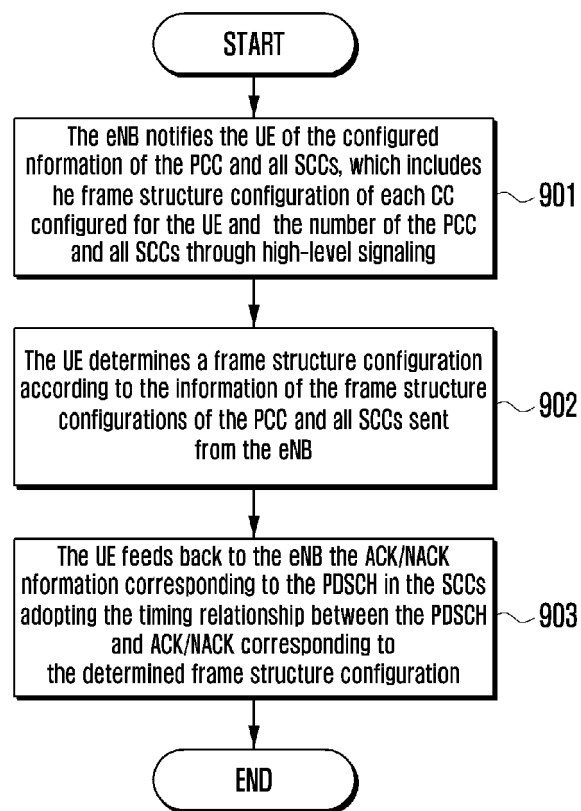 START
The eNB notifies the UE of the configured
nformation of the PCC and all SCCs, which includes
he frame structure configuration of each CC
configured for the UE and the number of the PCC
and all SCCs through high-level signaling
901
The UE determines a frame structure configuration
according to the information of the frame structure
configurations of the PCC and all SCCs sent
from the eNB
902
The UE feeds back to the eNB the ACK/NACK
nformation corresponding to the PDSCH in the SCCs
adopting the timing relationship between the PDSCH
and ACK/NACK corresponding to
the determined frame structure configuration
903
END